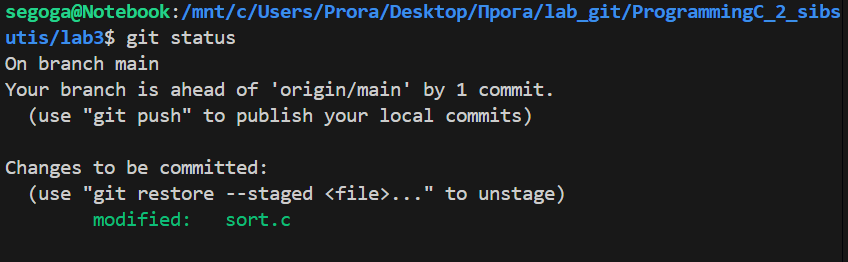 segoga@Notebook:/mnt/c/Users/Prora/Desktop/Прога/lab_git/ProgrammingC_2_sibs
utis/lab3$ git status
On branch main
Your branch is ahead of 'origin/main' by 1 commit.
  (use "git push" to publish your local commits)

Changes to be committed:
  (use "git restore --staged <file>..." to unstage)
        modified:   sort.c